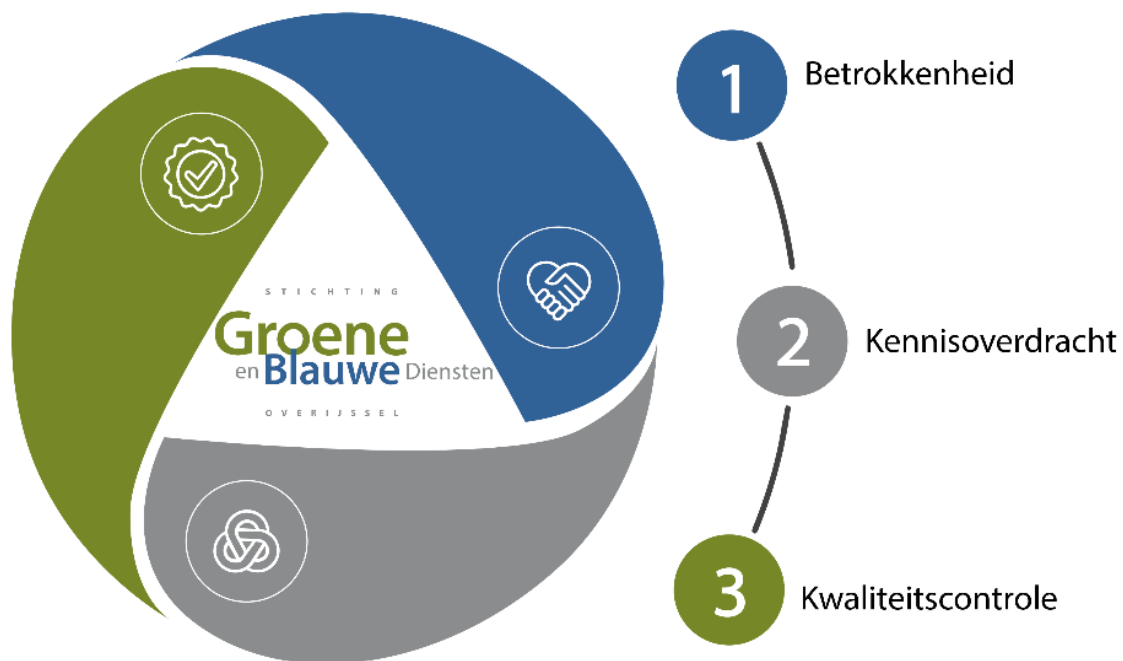 STICHTING
Groene
en Blauwe Diensten
OVERIJSSEL
1 Betrokkenheid
2 Kennisoverdracht
3 Kwaliteitscontrole